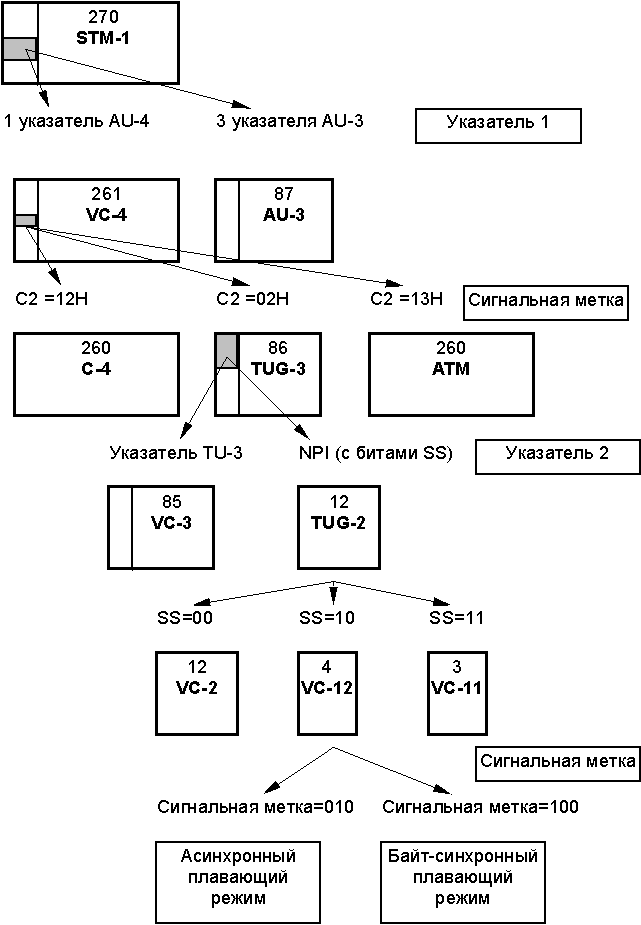 270
STM-1
1 указатель AU-4
3 указателя AU-3
Указатель 1
261
VC-4
87
AU-3
C2 =12H
C2 =02H
C2 =13H
Сигнальная метка
260
C-4
86
TUG-3
260
ATM
Указатель TU-3
NPI (с битами SS)
Указатель 2
85
VC-3
12
TUG-2
SS=00
SS=10
SS=11
12
VC-2
4
VC-12
3
VC-11
Сигнальная метка
Сигнальная метка=010
Сигнальная метка=100
Асинхронный
плавающий
режим
Байт-синхронный
плавающий
режим